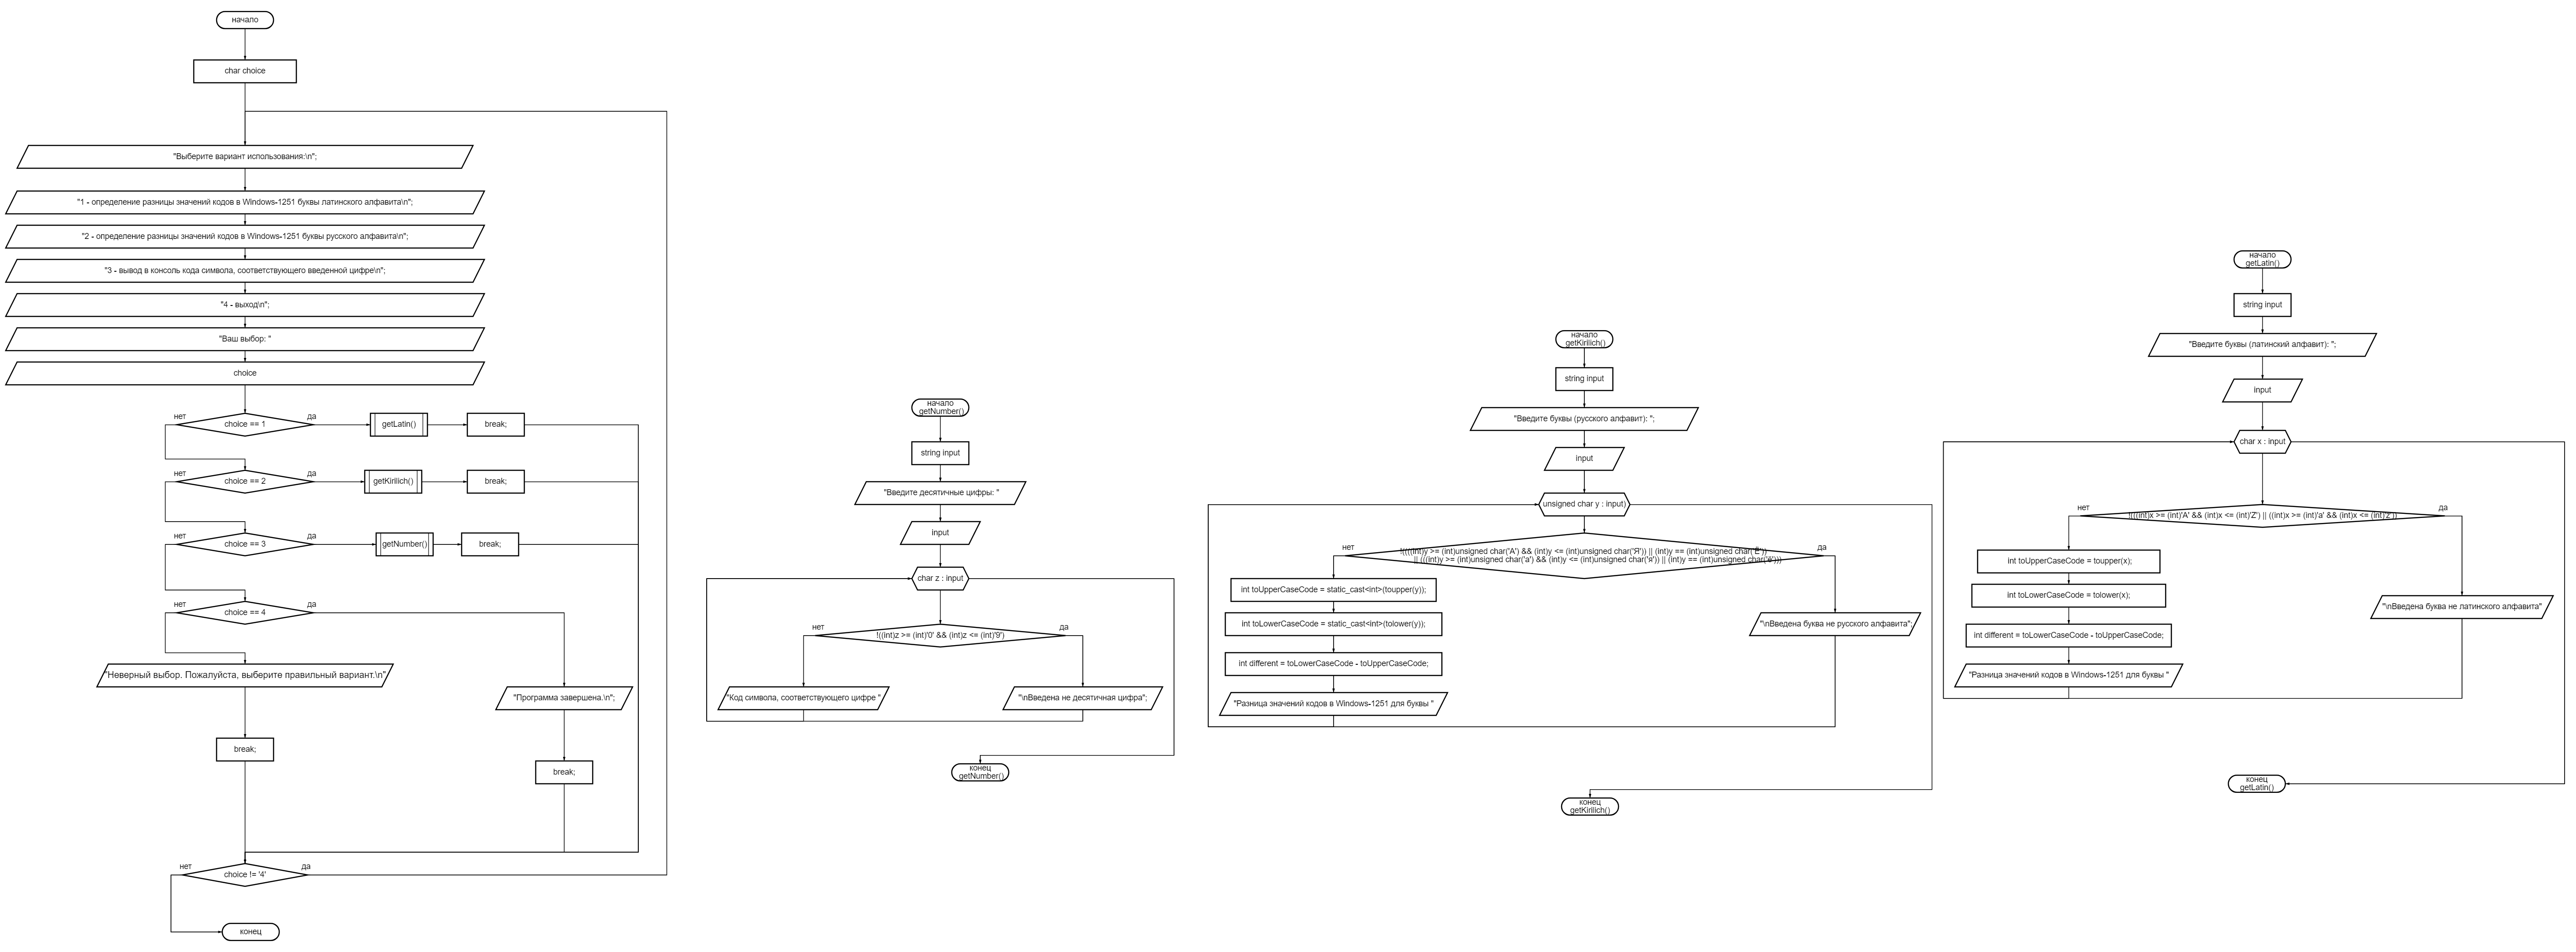 начало
char choice
"Выберите вариант использования:\n";
"1 - определение разницы значений кодов в Windows-1251 буквы латинского алфавита\n";
"2 - определение разницы значений кодов в Windows-1251 буквы русского алфавита\n";
"3 - вывод в консоль кода символа, соответствующего введенной цифре\n";
"4 - выход\n";
"Ваш выбор: "
choice
нет
да
choice == 1
getLatin()
break;
нет
да
choice == 2
getKirilich()
break;
нет
да
choice == 3
getNumber()
break;
нет
да
choice == 4
"Неверный выбор. Пожалуйста, выберите правильный вариант.\n"
"Программа завершена.\n";
break;
break;
нет
да
choice != '4'
конец
начало
getNumber()
string input
"Введите десятичные цифры: "
input
char z : input
нет
да
!((int)z >= (int)'0' && (int)z <= (int)'9')
"Код символа, соответствующего цифре "
"\nВведена не десятичная цифра";
конец
getNumber()
начало
getKirilich()
string input
"Введите буквы (русского алфавит): ";
input
unsigned char y : input)
нет
да
!((((int)y >= (int)unsigned char('А') && (int)y <= (int)unsigned char('Я')) || (int)y == (int)unsigned char('Ё'))
|| (((int)y >= (int)unsigned char('а') && (int)y <= (int)unsigned char('я')) || (int)y == (int)unsigned char('ё')))
int toUpperCaseCode = static_cast<int>(toupper(y));
int toLowerCaseCode = static_cast<int>(tolower(y));
int different = toLowerCaseCode - toUpperCaseCode;
"Разница значений кодов в Windows-1251 для буквы "
"\nВведена буква не русского алфавита";
конец
getKirilich()
начало
getLatin()
string input
"Введите буквы (латинский алфавит): ";
input
char x : input
нет
да
!(((int)x >= (int)'A' && (int)x <= (int)'Z') || ((int)x >= (int)'a' && (int)x <= (int)'z'))
int toUpperCaseCode = toupper(x);
int toLowerCaseCode = tolower(x);
int different = toLowerCaseCode - toUpperCaseCode;
"Разница значений кодов в Windows-1251 для буквы "
"\nВведена буква не латинского алфавита"
конец
getLatin()